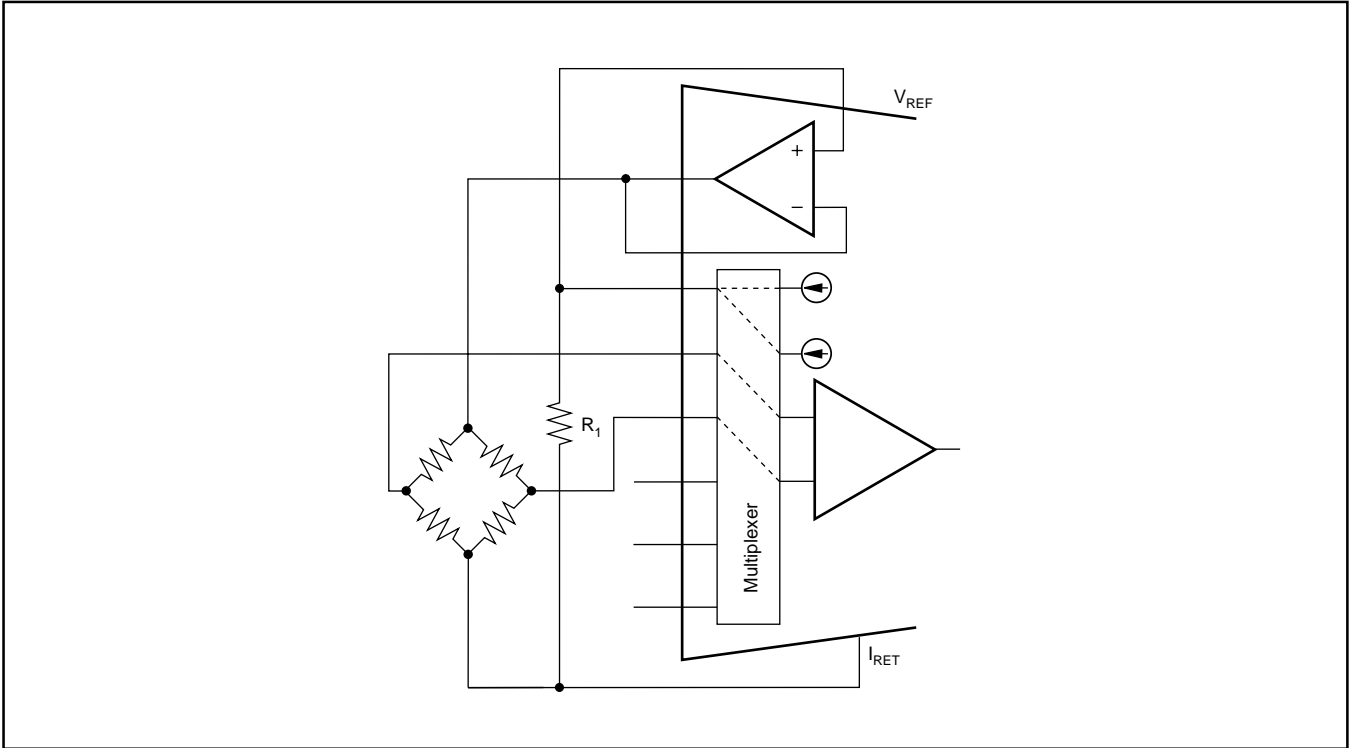 V_REF
+
−
R_1
Multiplexer
I_RET